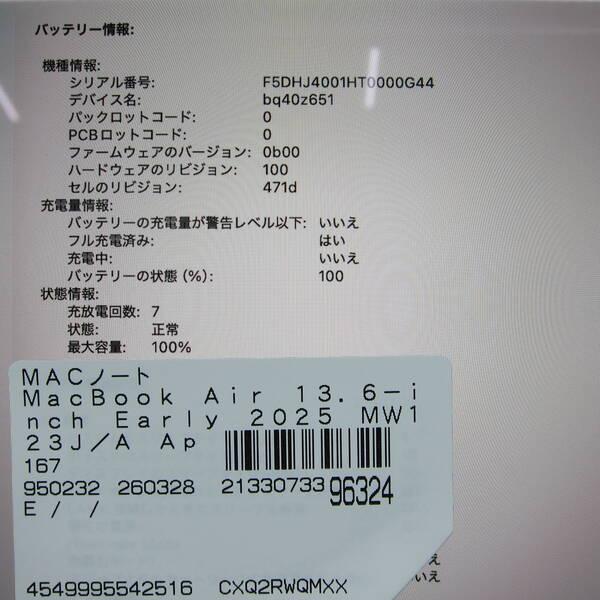 バッテリー情報:
機種情報:
シリアル番号: F5DHJ4001HT0000G44
デバイス名: bq40z651
パックロットコード: 0
PCBロットコード: 0
ファームウェアのバージョン: 0b00
ハードウェアのリビジョン: 100
セルのリビジョン: 471d
充電量情報:
バッテリーの充電量が警告レベル以下: いいえ
フル充電済み: はい
充電中: いいえ
バッテリーの状態 (%): 100
状態情報:
充放電回数: 7
状態: 正常
最大容量: 100%
MACノート
MacBook Air 13.6-i
nch Early 2025 MW1
23J/A Ap
167
950232 260328 21330733 96324
E / /
4549995542516 CXQ2RWQMXX